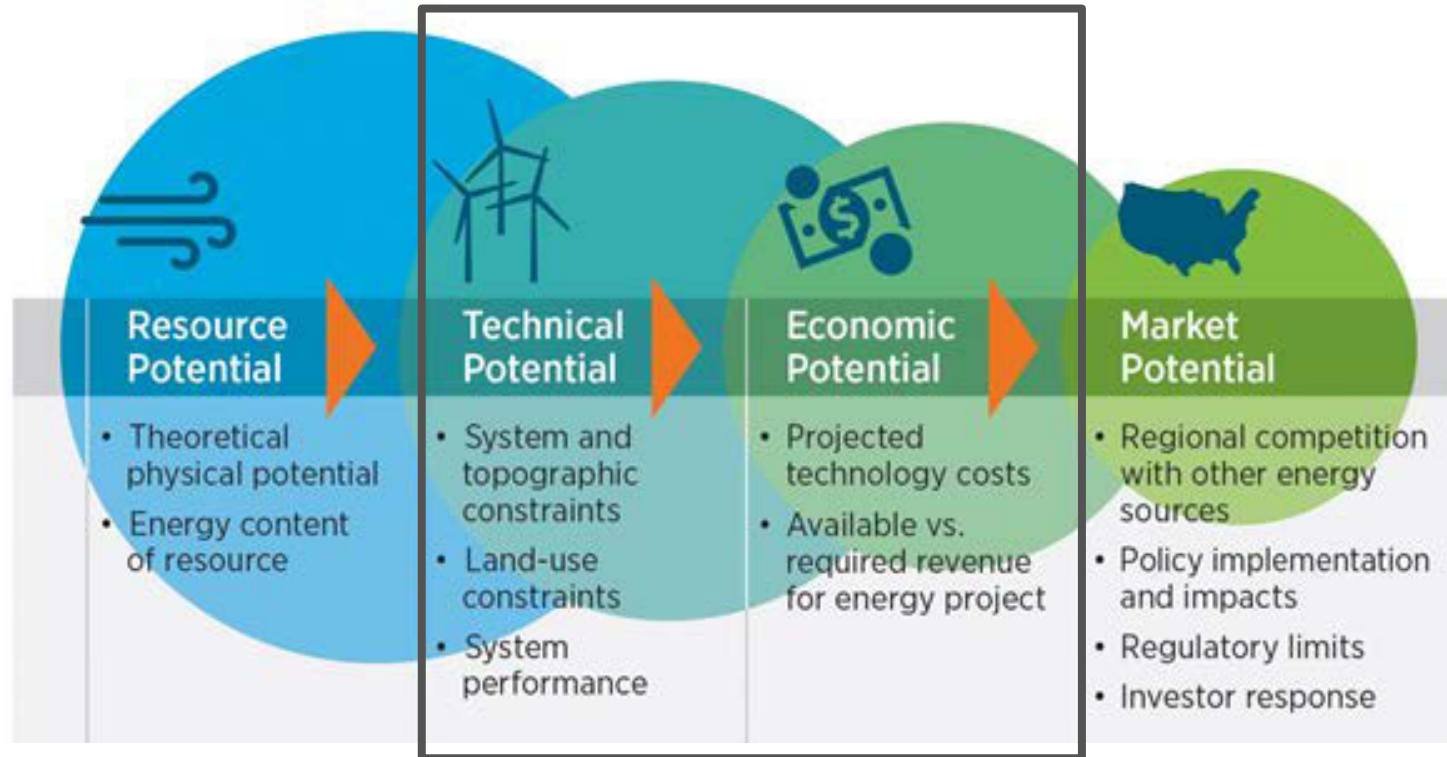 Resource
Potential
• Theoretical
physical potential
• Energy content
of resource
Technical
Potential
• System and
topographic
constraints
• Land-use
constraints
• System
performance
$
Economic
Potential
• Projected
technology costs
• Available vs.
required revenue
for energy project
Market
Potential
• Regional competition
with other energy
sources
• Policy implementation
and impacts
• Regulatory limits
• Investor response